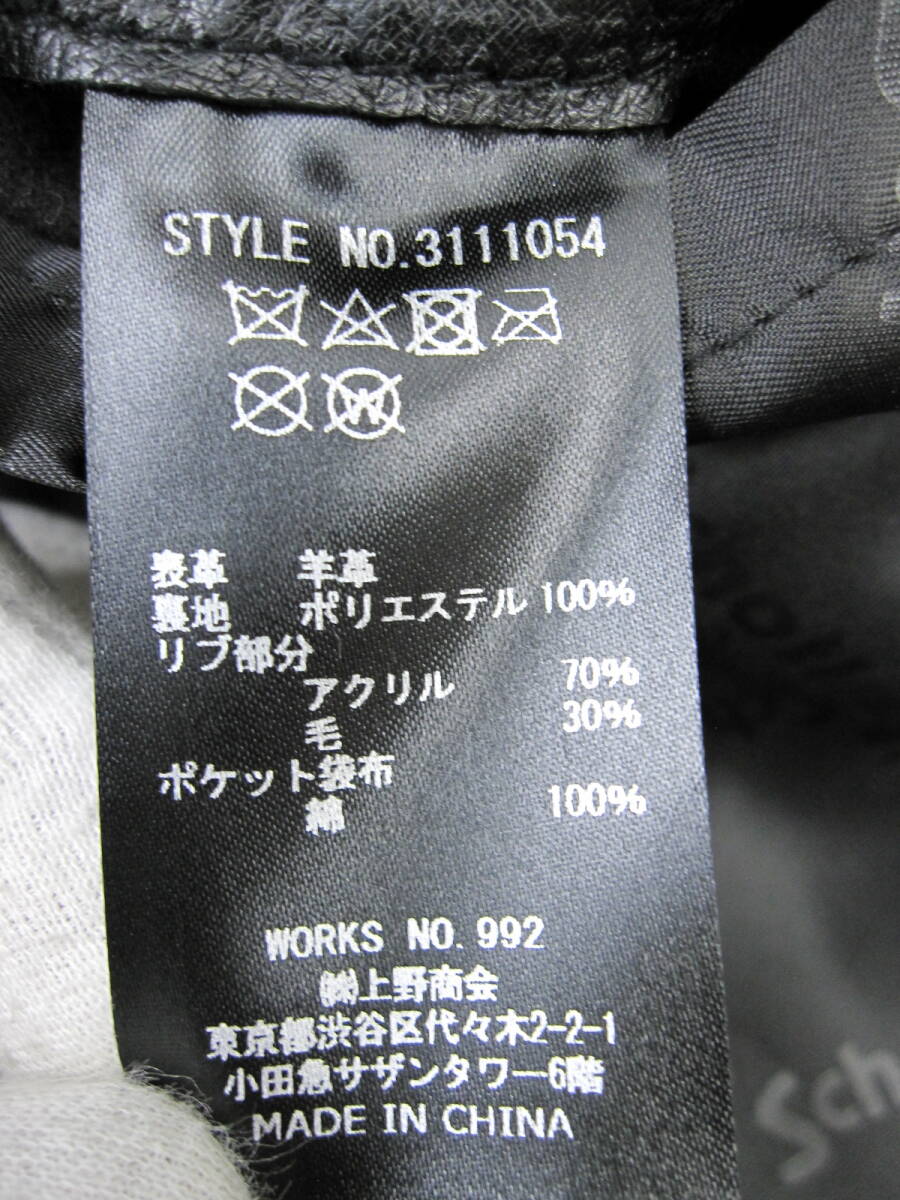 STYLE NO.3111054
W
表革 羊革
裏地 ポリエステル 100%
リブ部分
アクリル 70%
毛 30%
ポケット袋布
綿 100%
WORKS NO. 992
㈱上野商会
東京都渋谷区代々木2-2-1
小田急サザンタワー6階
MADE IN CHINA
Sch